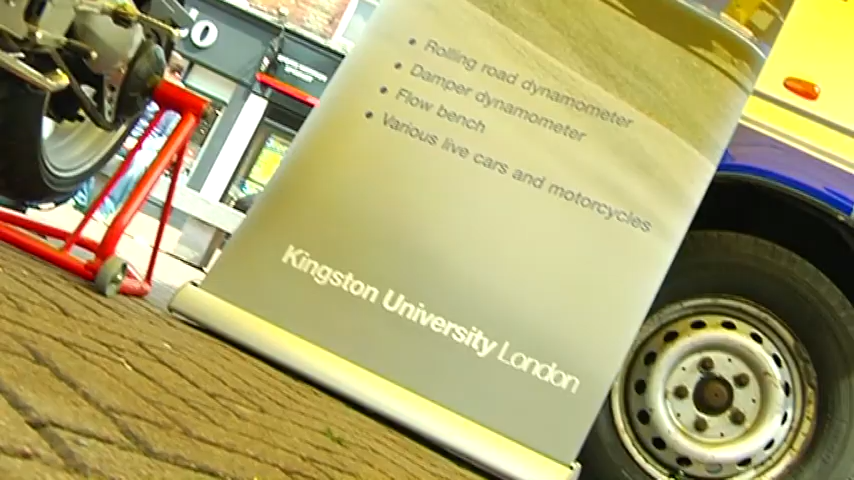 • Rolling road dynamometer
• Damper dynamometer
• Flow bench
• Various live cars and motorcycles
Kingston University London